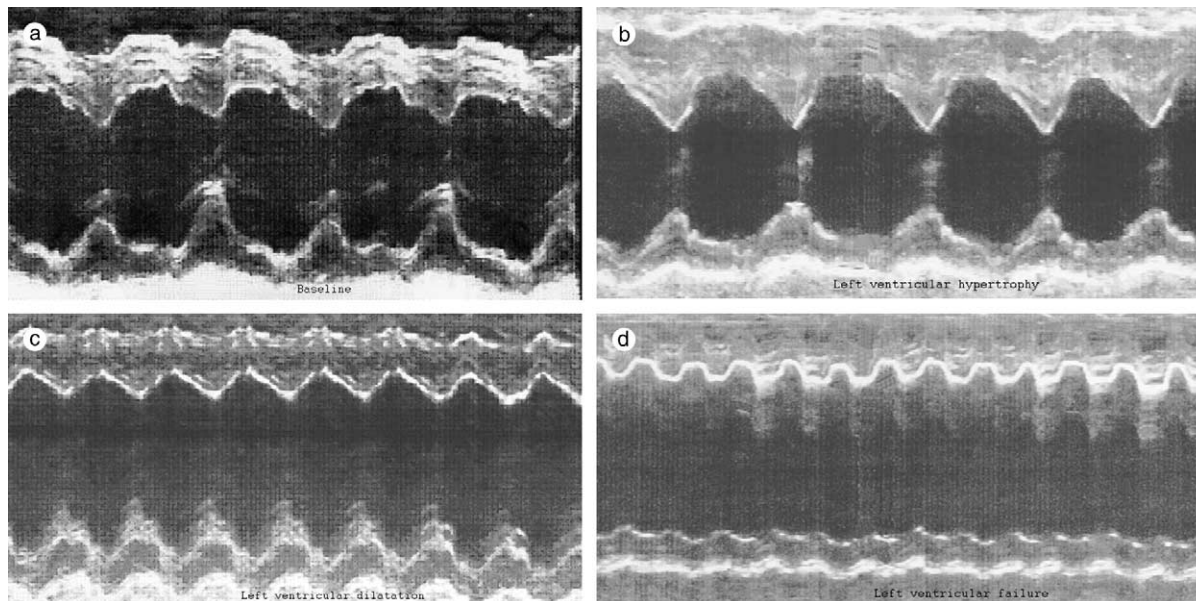 a
Baseline
b
Left ventricular hypertrophy
c
Left ventricular dilatation
d
Left ventricular failure